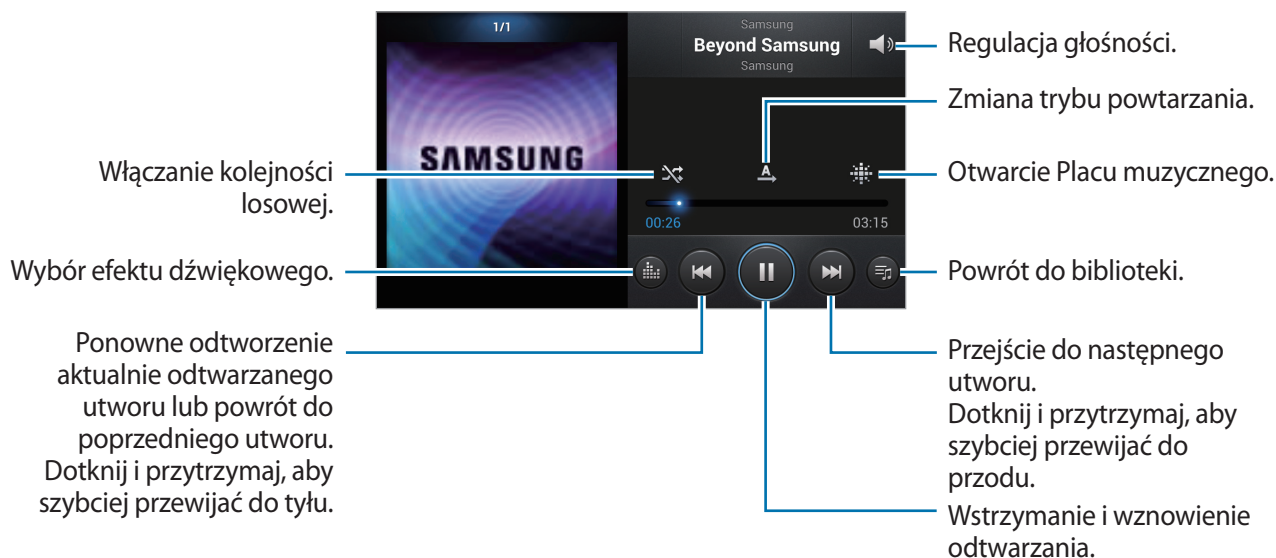 1/1
Samsung
Beyond Samsung
Samsung
SAMSUNG
00:26
03:15
Włączanie kolejności
losowej.
Wybór efektu dźwiękowego.
Ponowne odtworzenie
aktualnie odtwarzanego
utworu lub powrót do
poprzedniego utworu.
Dotknij i przytrzymaj, aby
szybciej przewijać do tyłu.
Regulacja głośności.
Zmiana trybu powtarzania.
Otwarcie Placu muzycznego.
Powrót do biblioteki.
Przejście do następnego
utworu.
Dotknij i przytrzymaj, aby
szybciej przewijać do
przodu.
Wstrzymanie i wznowienie
odtwarzania.